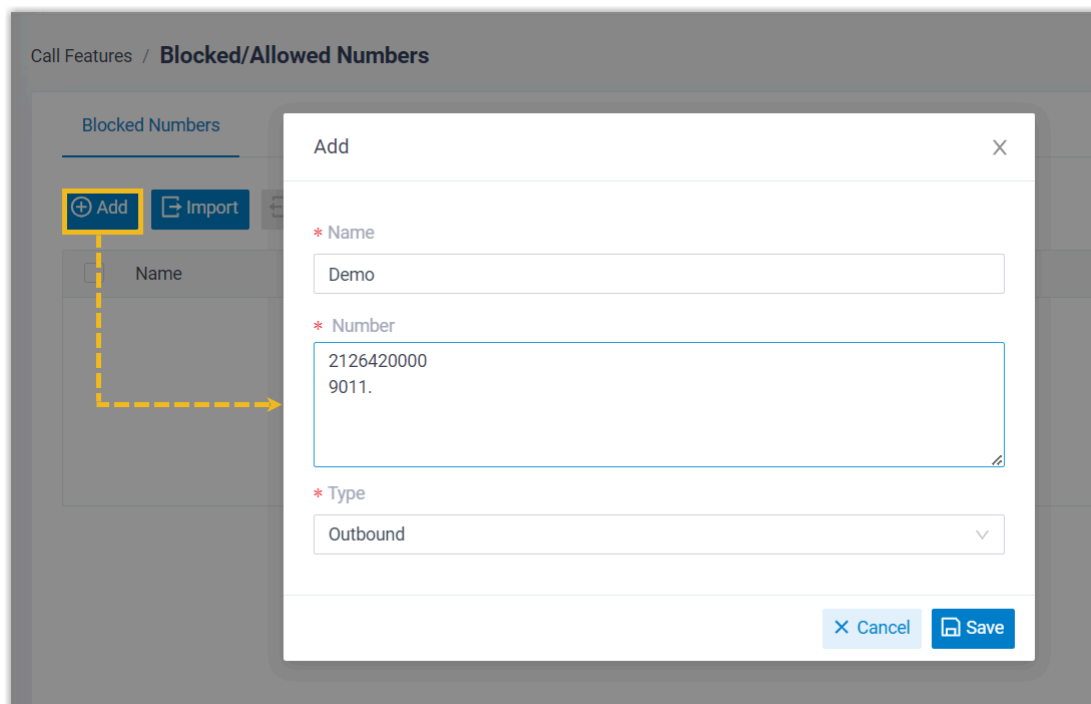 Call Features / Blocked/Allowed Numbers
Blocked Numbers
Add
Import
Name
Add
* Name
Demo
* Number
2126420000
9011.
* Type
Outbound
Cancel
Save